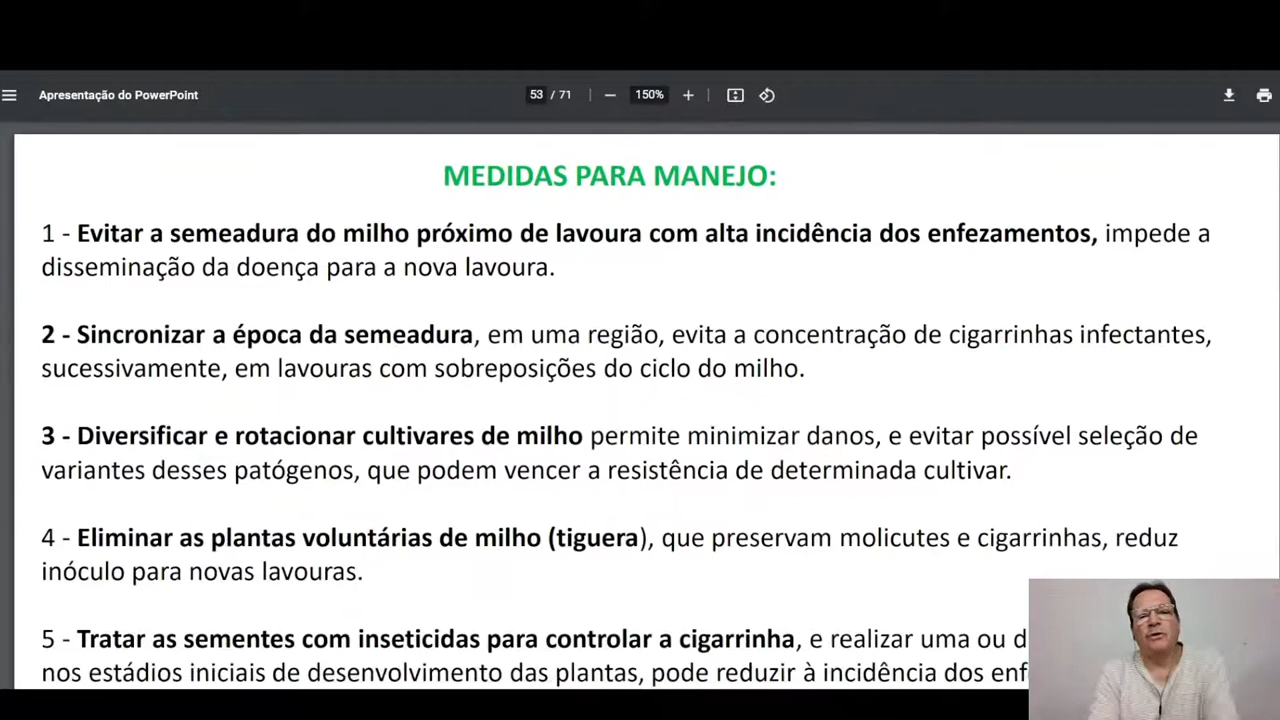 Apresentação do PowerPoint
53 / 71
150%
MEDIDAS PARA MANEJO:
1 - Evitar a semeadura do milho próximo de lavoura com alta incidência dos enfezamentos, impede a
disseminação da doença para a nova lavoura.
2 - Sincronizar a época da semeadura, em uma região, evita a concentração de cigarrinhas infectantes,
sucessivamente, em lavouras com sobreposições do ciclo do milho.
3 - Diversificar e rotacionar cultivares de milho permite minimizar danos, e evitar possível seleção de
variantes desses patógenos, que podem vencer a resistência de determinada cultivar.
4 - Eliminar as plantas voluntárias de milho (tiguera), que preservam molicutes e cigarrinhas, reduz
inóculo para novas lavouras.
5 - Tratar as sementes com inseticidas para controlar a cigarrinha, e realizar uma ou
nos estádios iniciais de desenvolvimento das plantas, pode reduzir à incidência dos